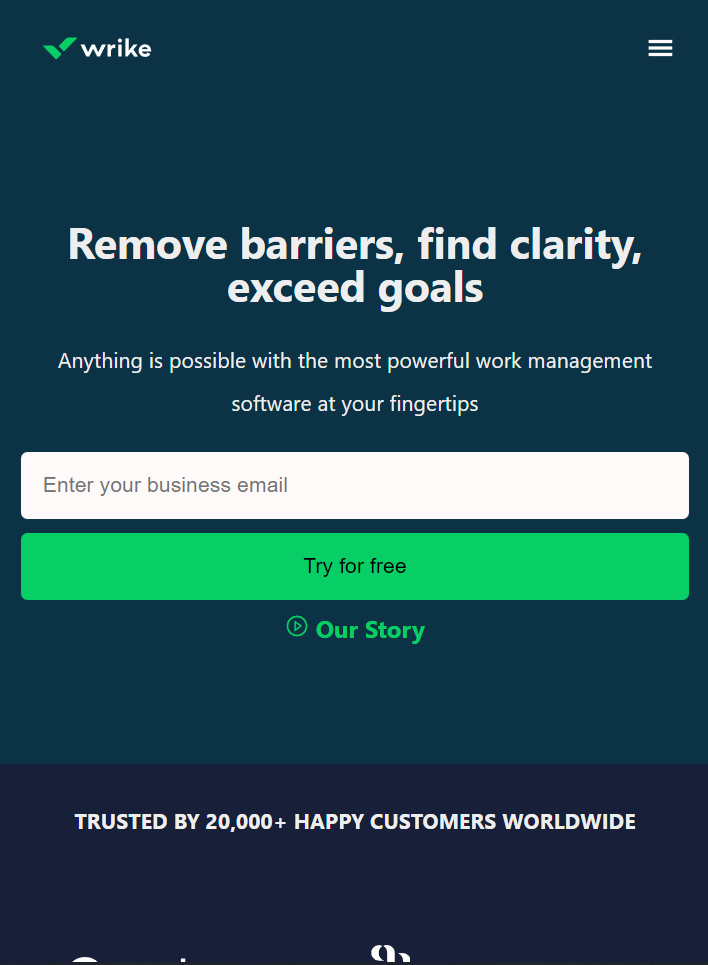 wrike
Remove barriers, find clarity,
exceed goals
Anything is possible with the most powerful work management
software at your fingertips
Enter your business email
Try for free
Our Story
TRUSTED BY 20,000+ HAPPY CUSTOMERS WORLDWIDE